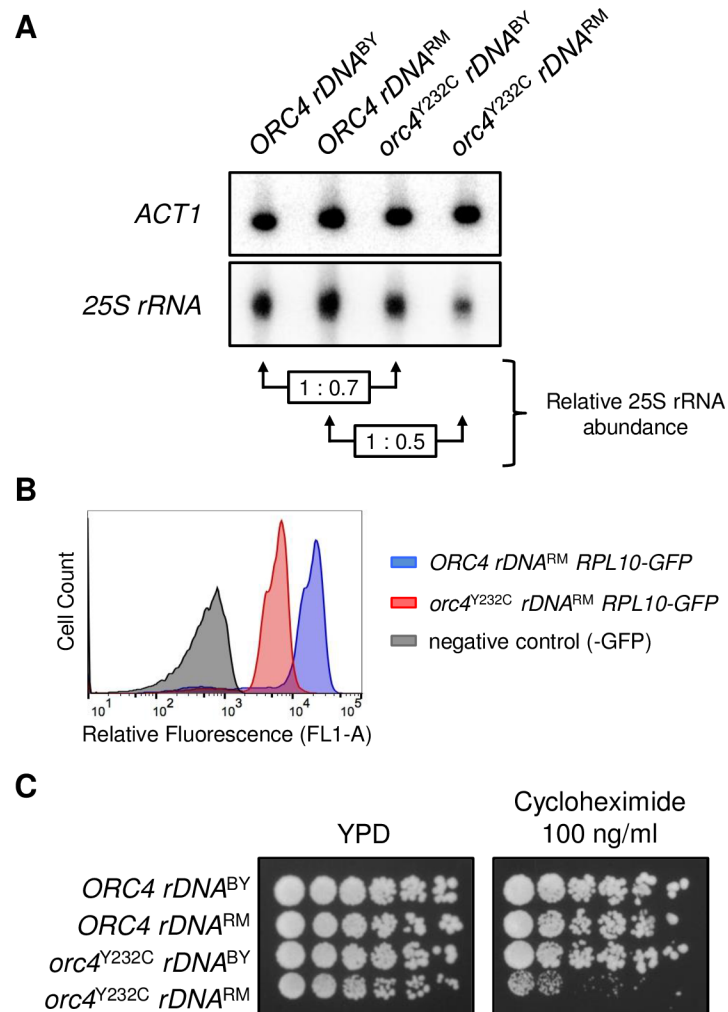 A
ORC4 rDNA^BY
ORC4 rDNA^RM
orc4^Y232C rDNA^BY
orc4^Y232C rDNA^RM
ACT1
25S rRNA
1 : 0.7
1 : 0.5
Relative 25S rRNA
abundance
B
Cell Count
10^1 10^2 10^3 10^4 10^5
Relative Fluorescence (FL1-A)
ORC4 rDNA^RM RPL10-GFP
orc4^Y232C rDNA^RM RPL10-GFP
negative control (-GFP)
C
YPD
Cycloheximide
100 ng/ml
ORC4 rDNA^BY
ORC4 rDNA^RM
orc4^Y232C rDNA^BY
orc4^Y232C rDNA^RM